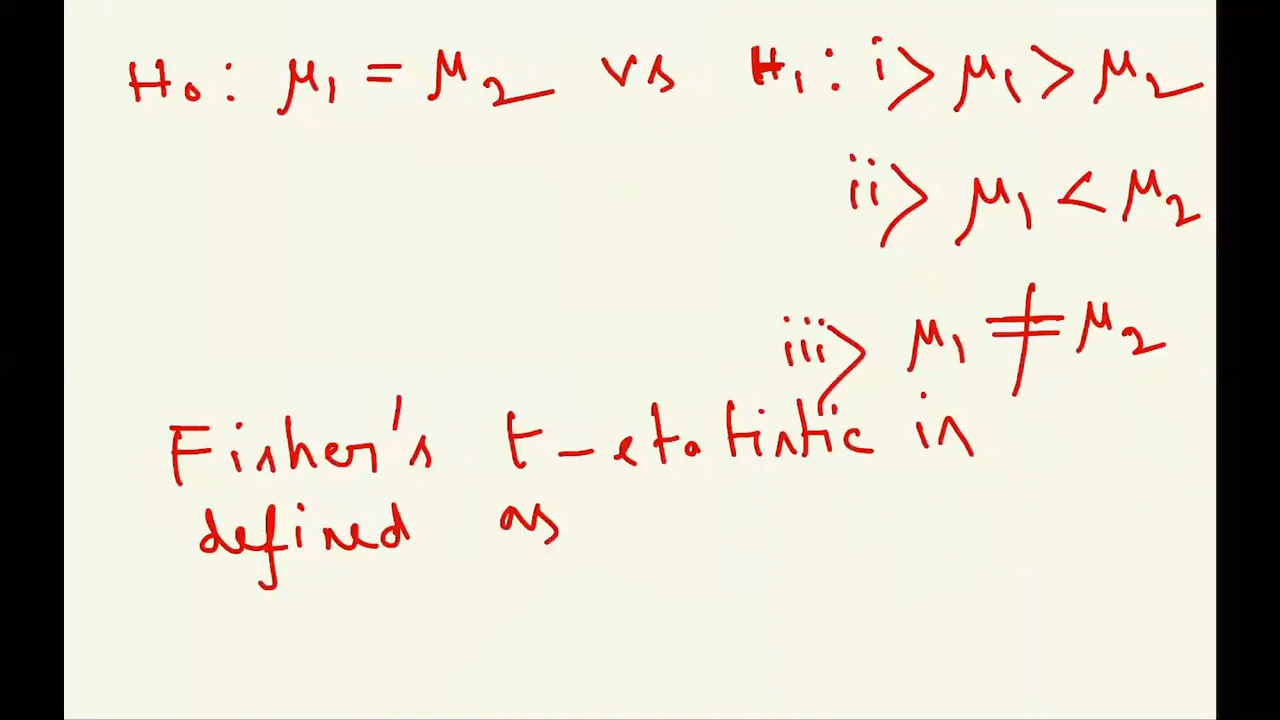 H₀: μ₁ = μ₂ vs H₁: i> μ₁ > μ₂
ii> μ₁ < μ₂
iii> μ₁ ≠ μ₂
Fisher's t-statistic is
defined as